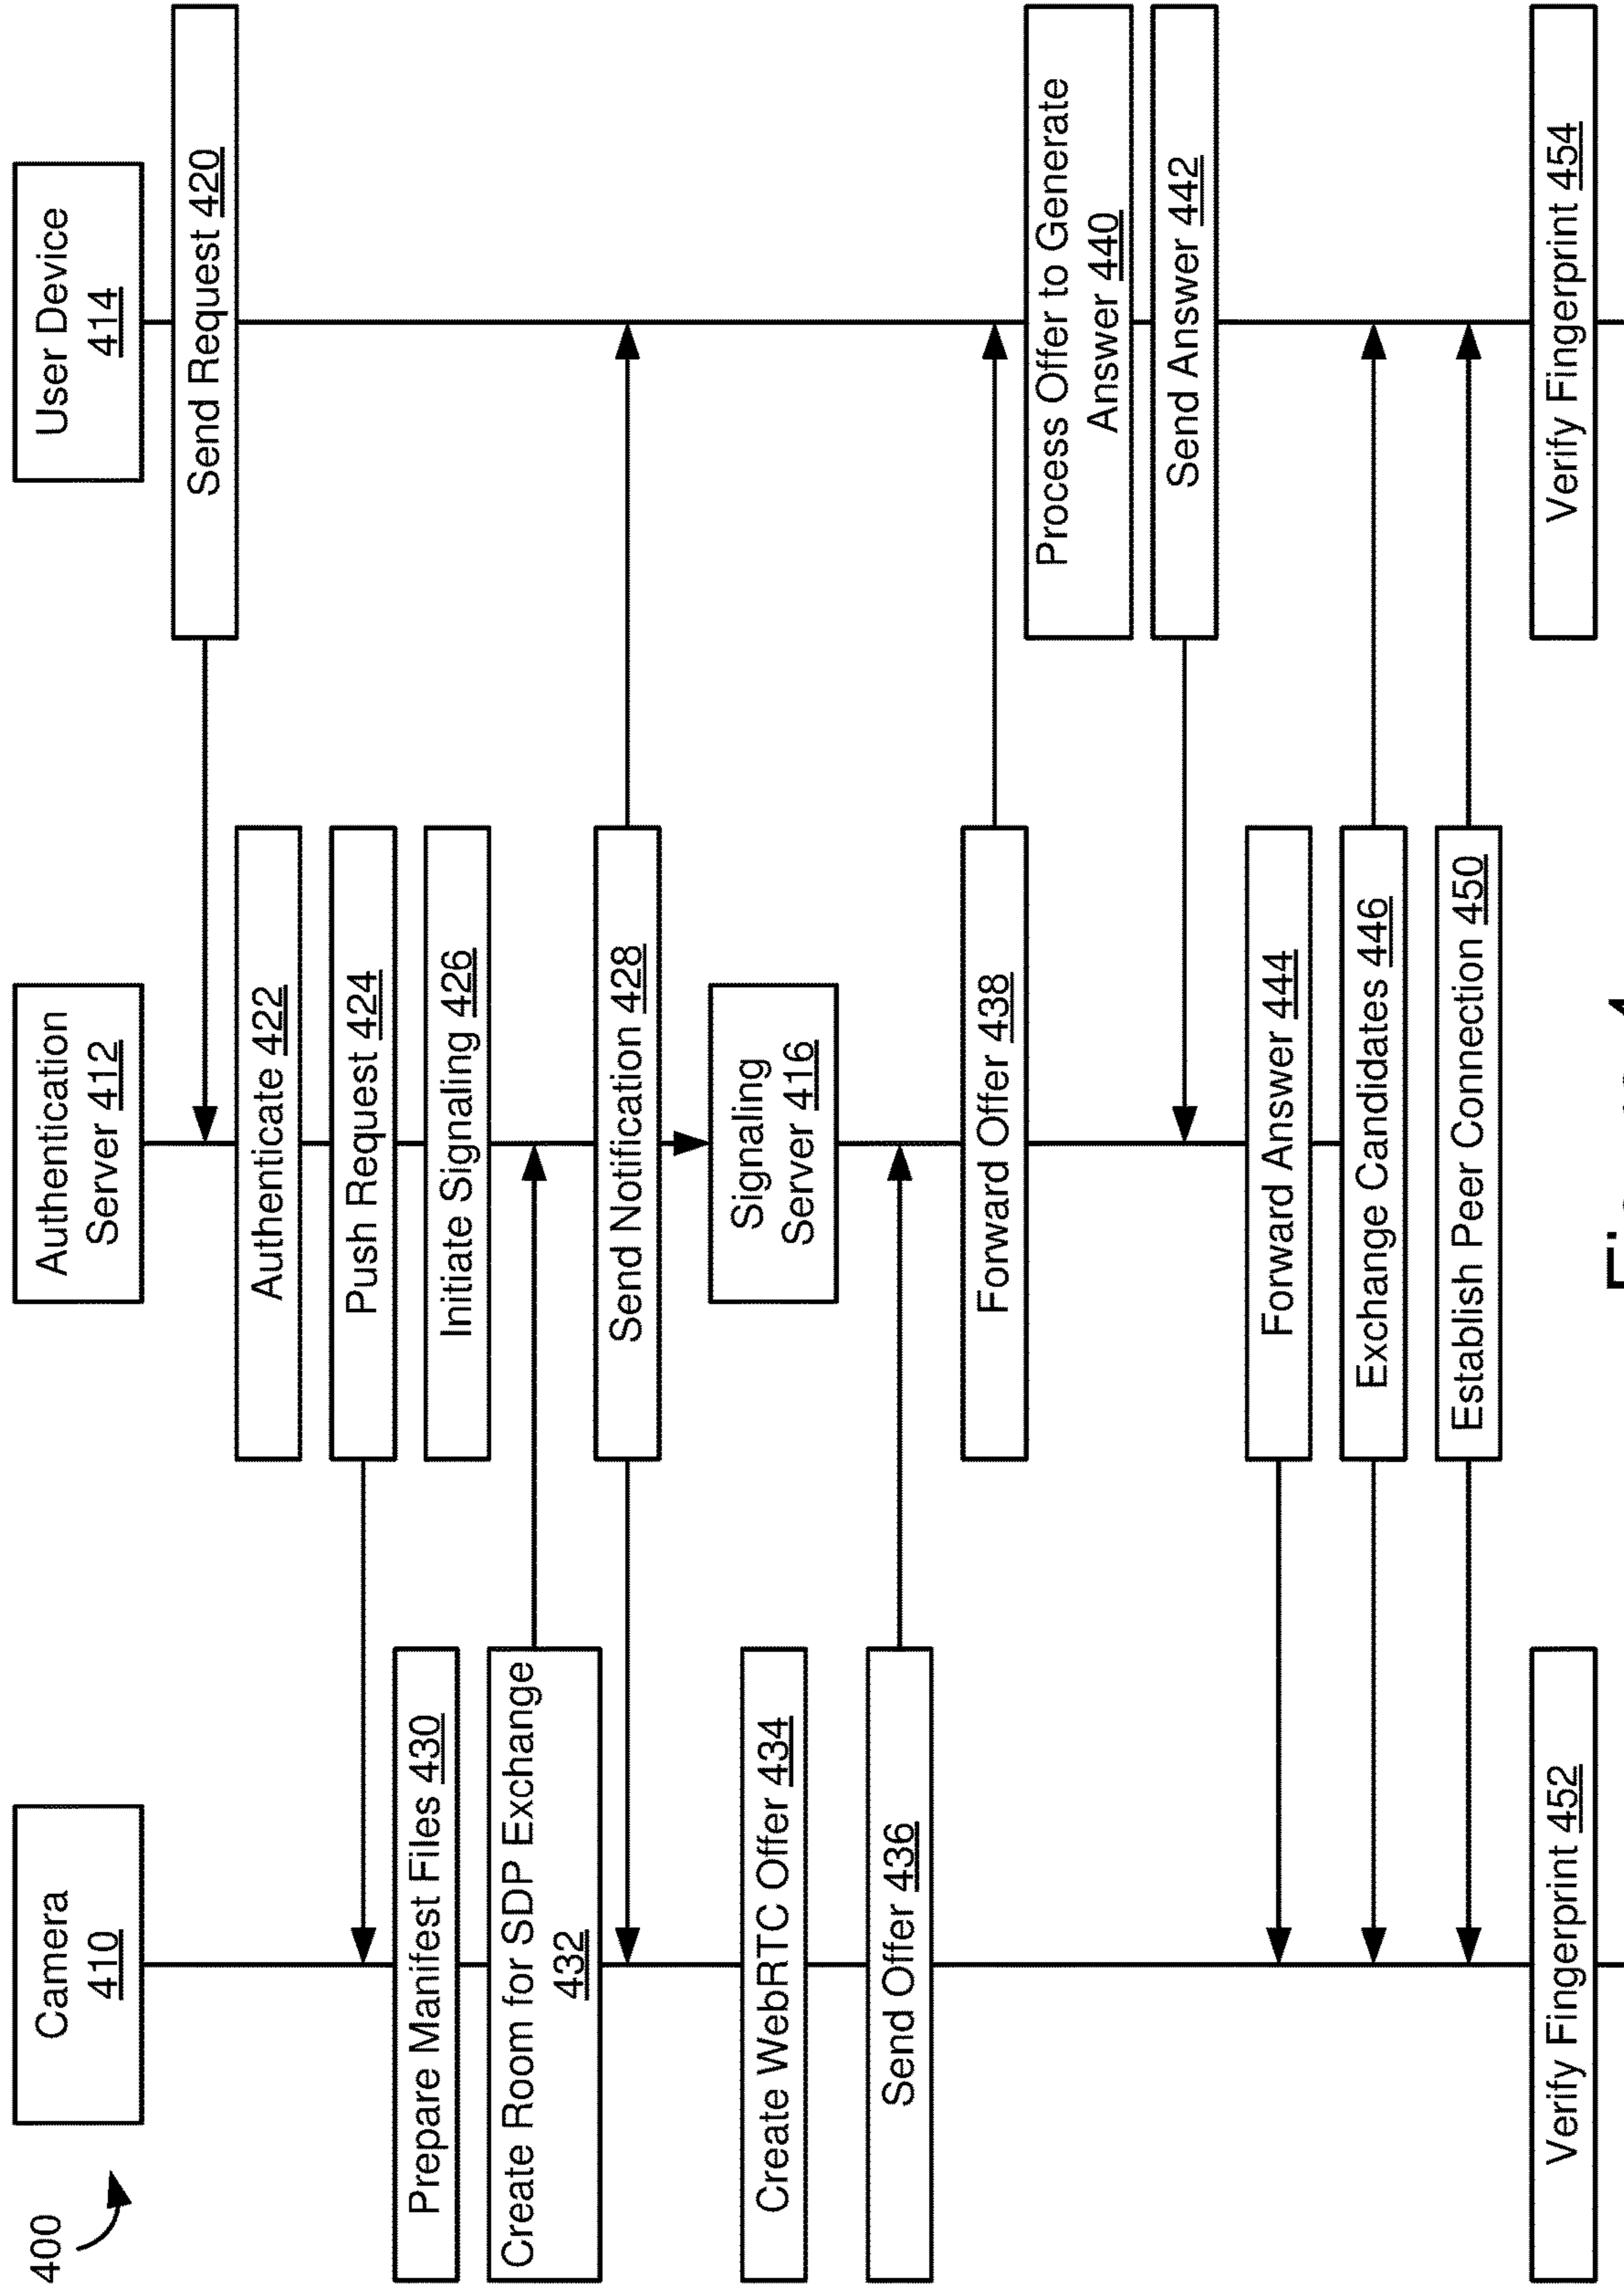 400
Camera
410
Authentication
Server 412
User Device
414
Send Request 420
Authenticate 422
Push Request 424
Prepare Manifest Files 430
Initiate Signaling 426
Create Room for SDP Exchange
432
Send Notification 428
Signaling
Server 416
Create WebRTC Offer 434
Send Offer 436
Forward Offer 438
Process Offer to Generate
Answer 440
Send Answer 442
Forward Answer 444
Exchange Candidates 446
Establish Peer Connection 450
Verify Fingerprint 452
Verify Fingerprint 454